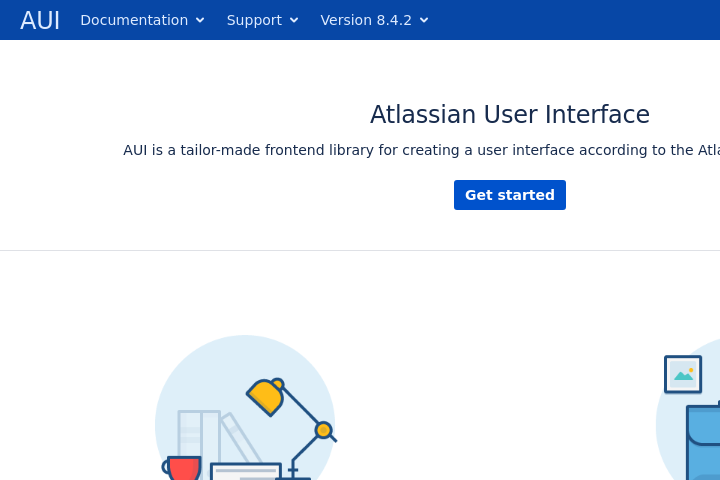 AUI Documentation Support Version 8.4.2
Atlassian User Interface
AUI is a tailor-made frontend library for creating a user interface according to the
Get started